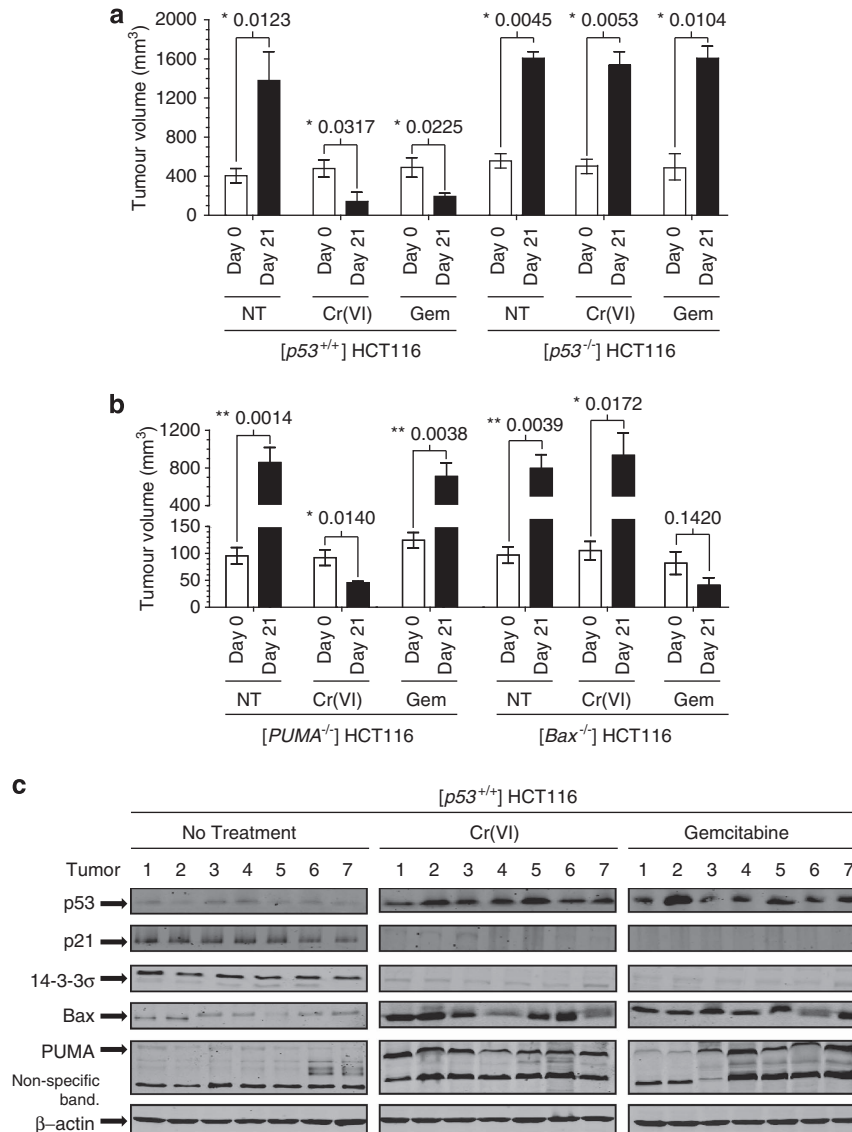 a
Tumour volume (mm³)
2000
1600
1200
800
400
0
* 0.0123
* 0.0317
* 0.0225
* 0.0045
* 0.0053
* 0.0104
Day 0 Day 21 Day 0 Day 21 Day 0 Day 21 Day 0 Day 21 Day 0 Day 21 Day 0 Day 21
NT Cr(VI) Gem NT Cr(VI) Gem
[p53+/+] HCT116 [p53-/-] HCT116
b
Tumour volume (mm³)
1200
800
400
150
100
50
0
** 0.0014
* 0.0140
** 0.0038
** 0.0039
* 0.0172
0.1420
Day 0 Day 21 Day 0 Day 21 Day 0 Day 21 Day 0 Day 21 Day 0 Day 21 Day 0 Day 21
NT Cr(VI) Gem NT Cr(VI) Gem
[PUMA-/-] HCT116 [Bax-/-] HCT116
c
[p53+/+] HCT116
No Treatment Cr(VI) Gemcitabine
Tumor 1 2 3 4 5 6 7 1 2 3 4 5 6 7 1 2 3 4 5 6 7
p53
p21
14-3-3σ
Bax
PUMA
Non-specific
band.
β–actin